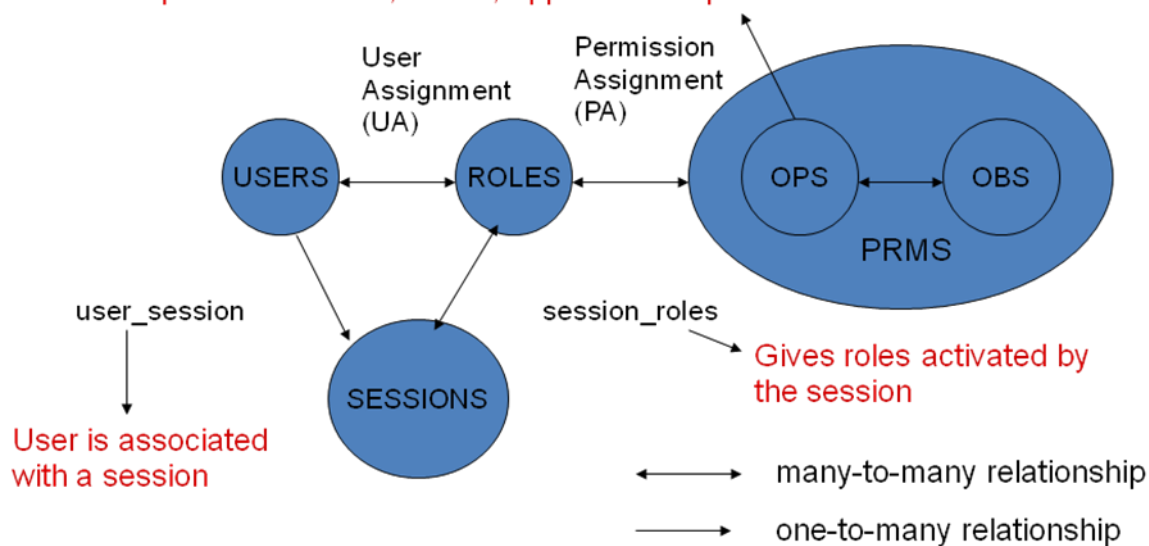 User
Assignment
(UA)
Permission
Assignment
(PA)
USERS
ROLES
OPS
OBS
PRMS
user_session
session_roles
SESSIONS
Gives roles activated by
the session
User is associated
with a session
many-to-many relationship
one-to-many relationship